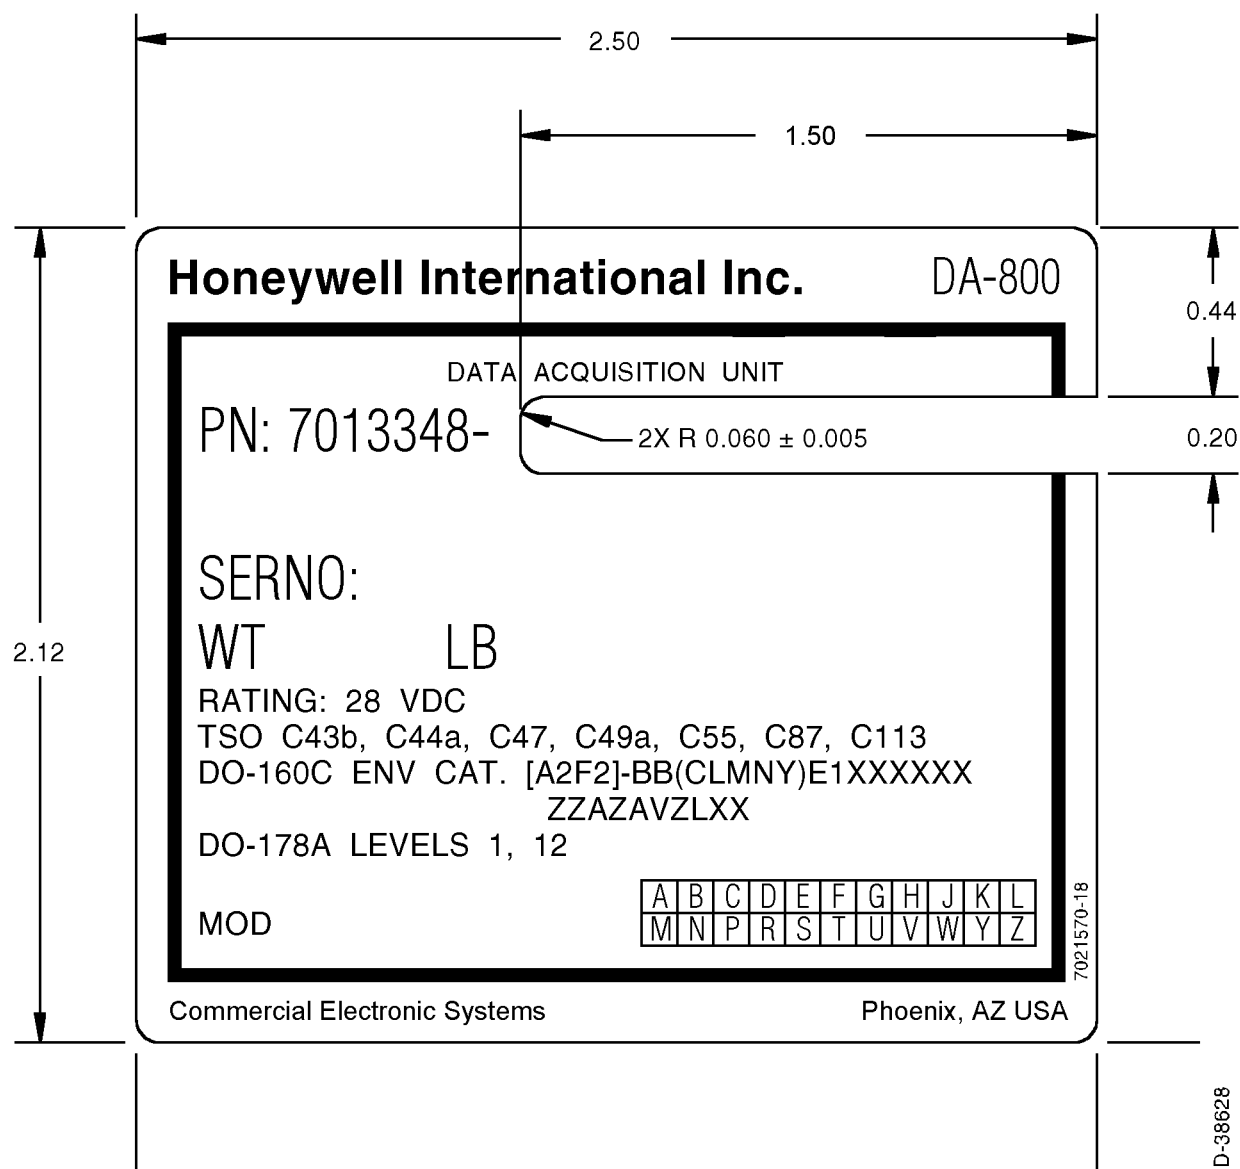 2.50
1.50
Honeywell International Inc. DA-800
0.44
DATA ACQUISITION UNIT
PN: 7013348-
2X R 0.060 ± 0.005
0.20
SERNO:
2.12
WT LB
RATING: 28 VDC
TSO C43b, C44a, C47, C49a, C55, C87, C113
DO-160C ENV CAT. [A2F2]-BB(CLMNY)E1XXXXXX
ZZAZAVZLXX
DO-178A LEVELS 1, 12
A B C D E F G H J K L
MOD
M N P R S T U V W Y Z
7021570-18
Commercial Electronic Systems Phoenix, AZ USA
D-38628